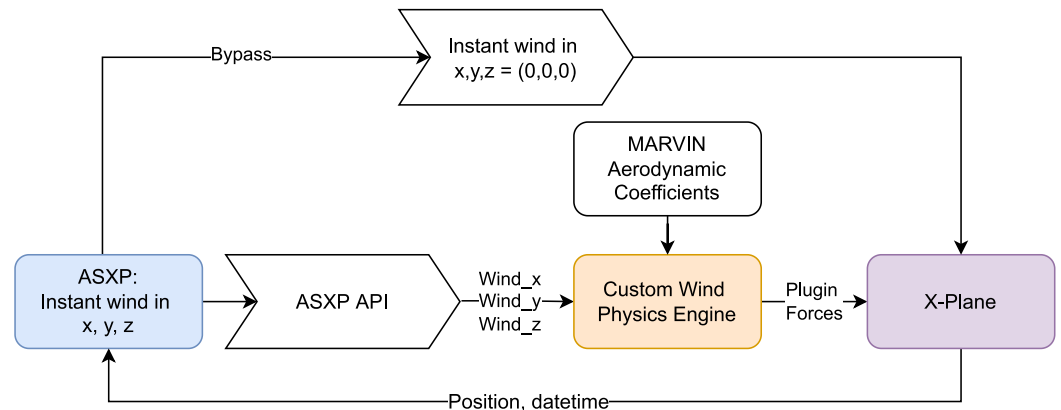 Bypass
Instant wind in
x,y,z = (0,0,0)
MARVIN
Aerodynamic
Coefficients
ASXP:
Instant wind in
x, y, z
ASXP API
Wind_x
Wind_y
Wind_z
Custom Wind
Physics Engine
Plugin
Forces
X-Plane
Position, datetime